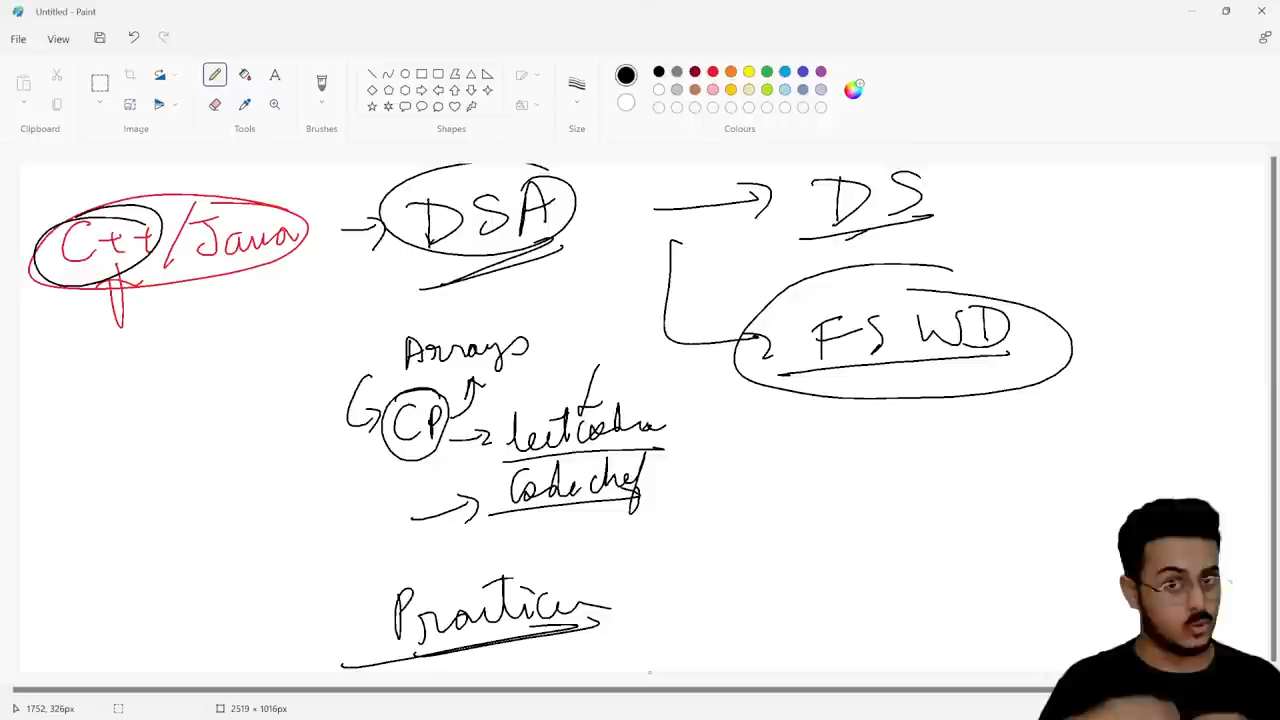 Untitled - Paint
File View
Clipboard Image Tools Brushes Shapes Size Colours
C++/Java → DSA → DS
FS WD
Arrays
CP → leetcode
Codechef
Practice
1752, 326px 2519 × 1016px